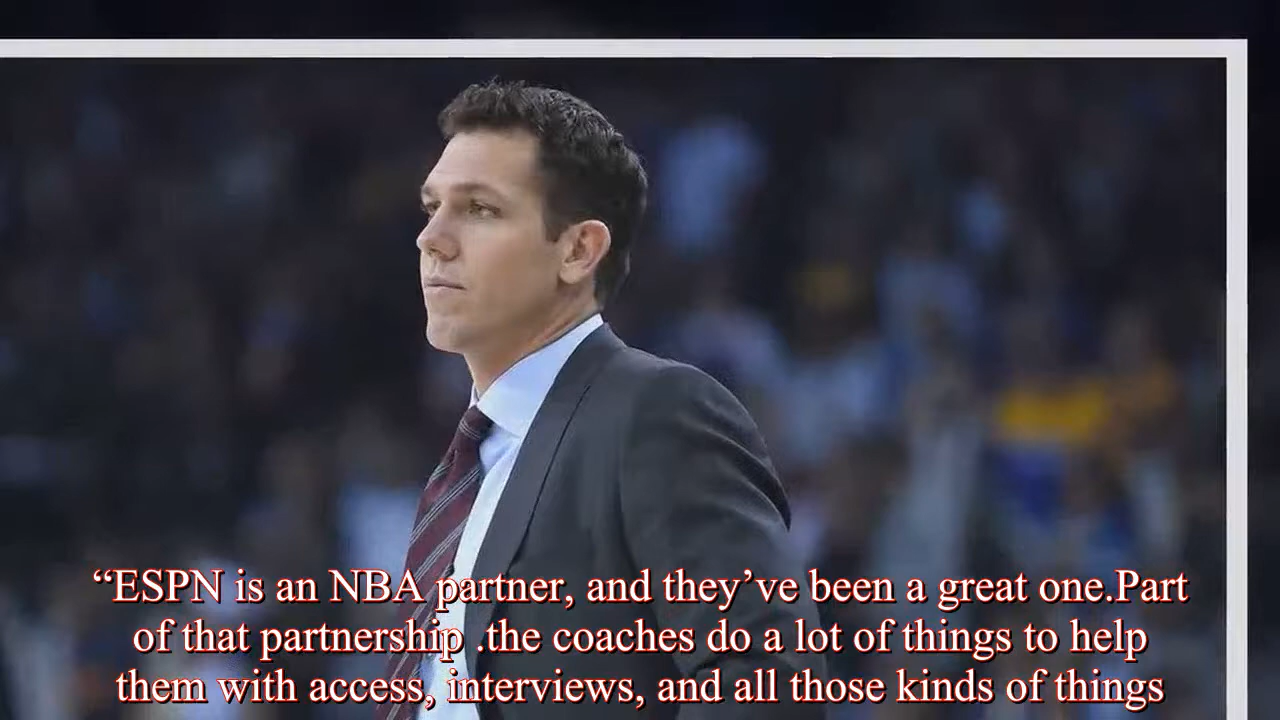 “ESPN is an NBA partner, and they’ve been a great one.Part
of that partnership .the coaches do a lot of things to help
them with access, interviews, and all those kinds of things